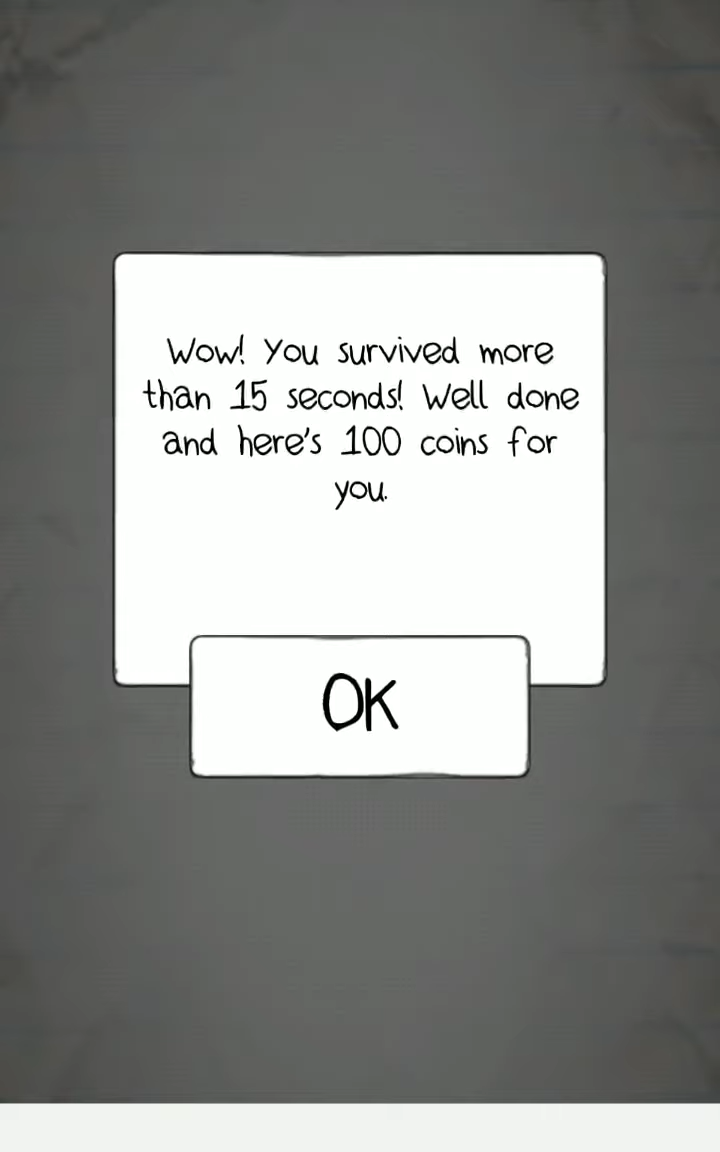 Wow! You survived more
than 15 seconds! Well done
and here's 100 coins for
you.
OK